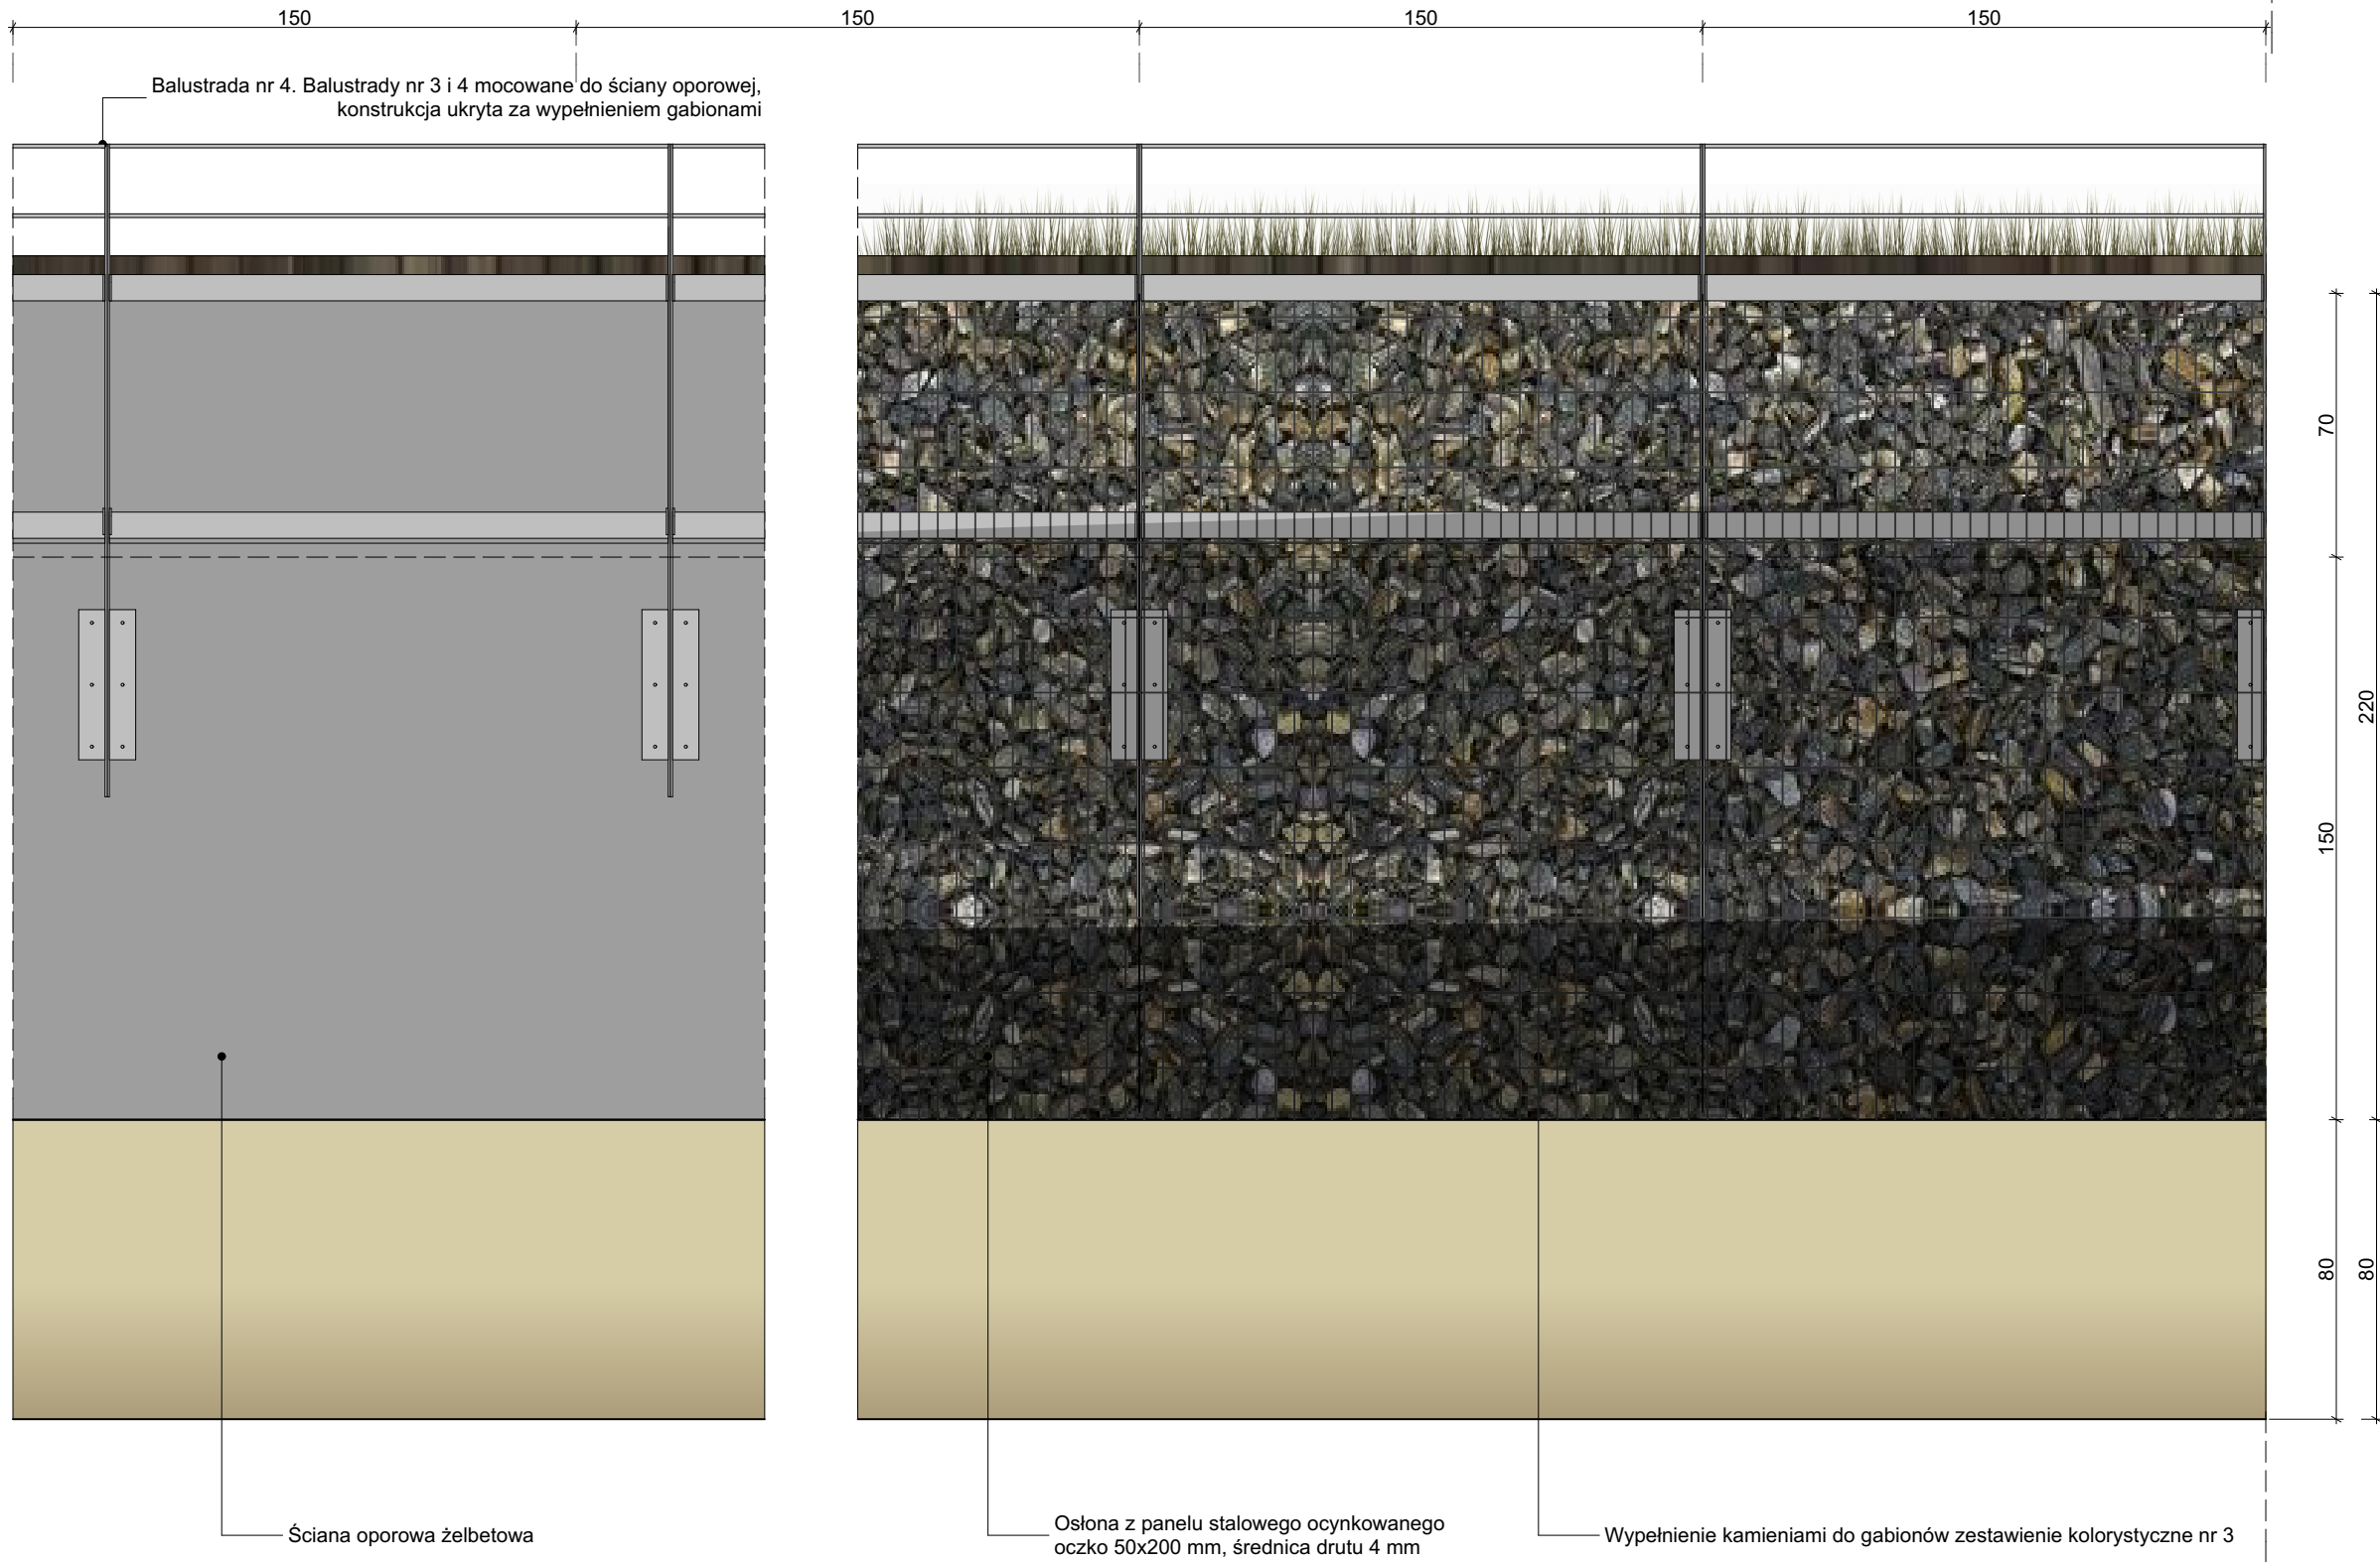 150
150
150
150
Balustrada nr 4. Balustrady nr 3 i 4 mocowane do ściany oporowej,
konstrukcja ukryta za wypełnieniem gabionami
70
220
150
80
80
Ściana oporowa żelbetowa
Osłona z panelu stalowego ocynkowanego
oczko 50x200 mm, średnica drutu 4 mm
Wypełnienie kamieniami do gabionów zestawienie kolorystyczne nr 3